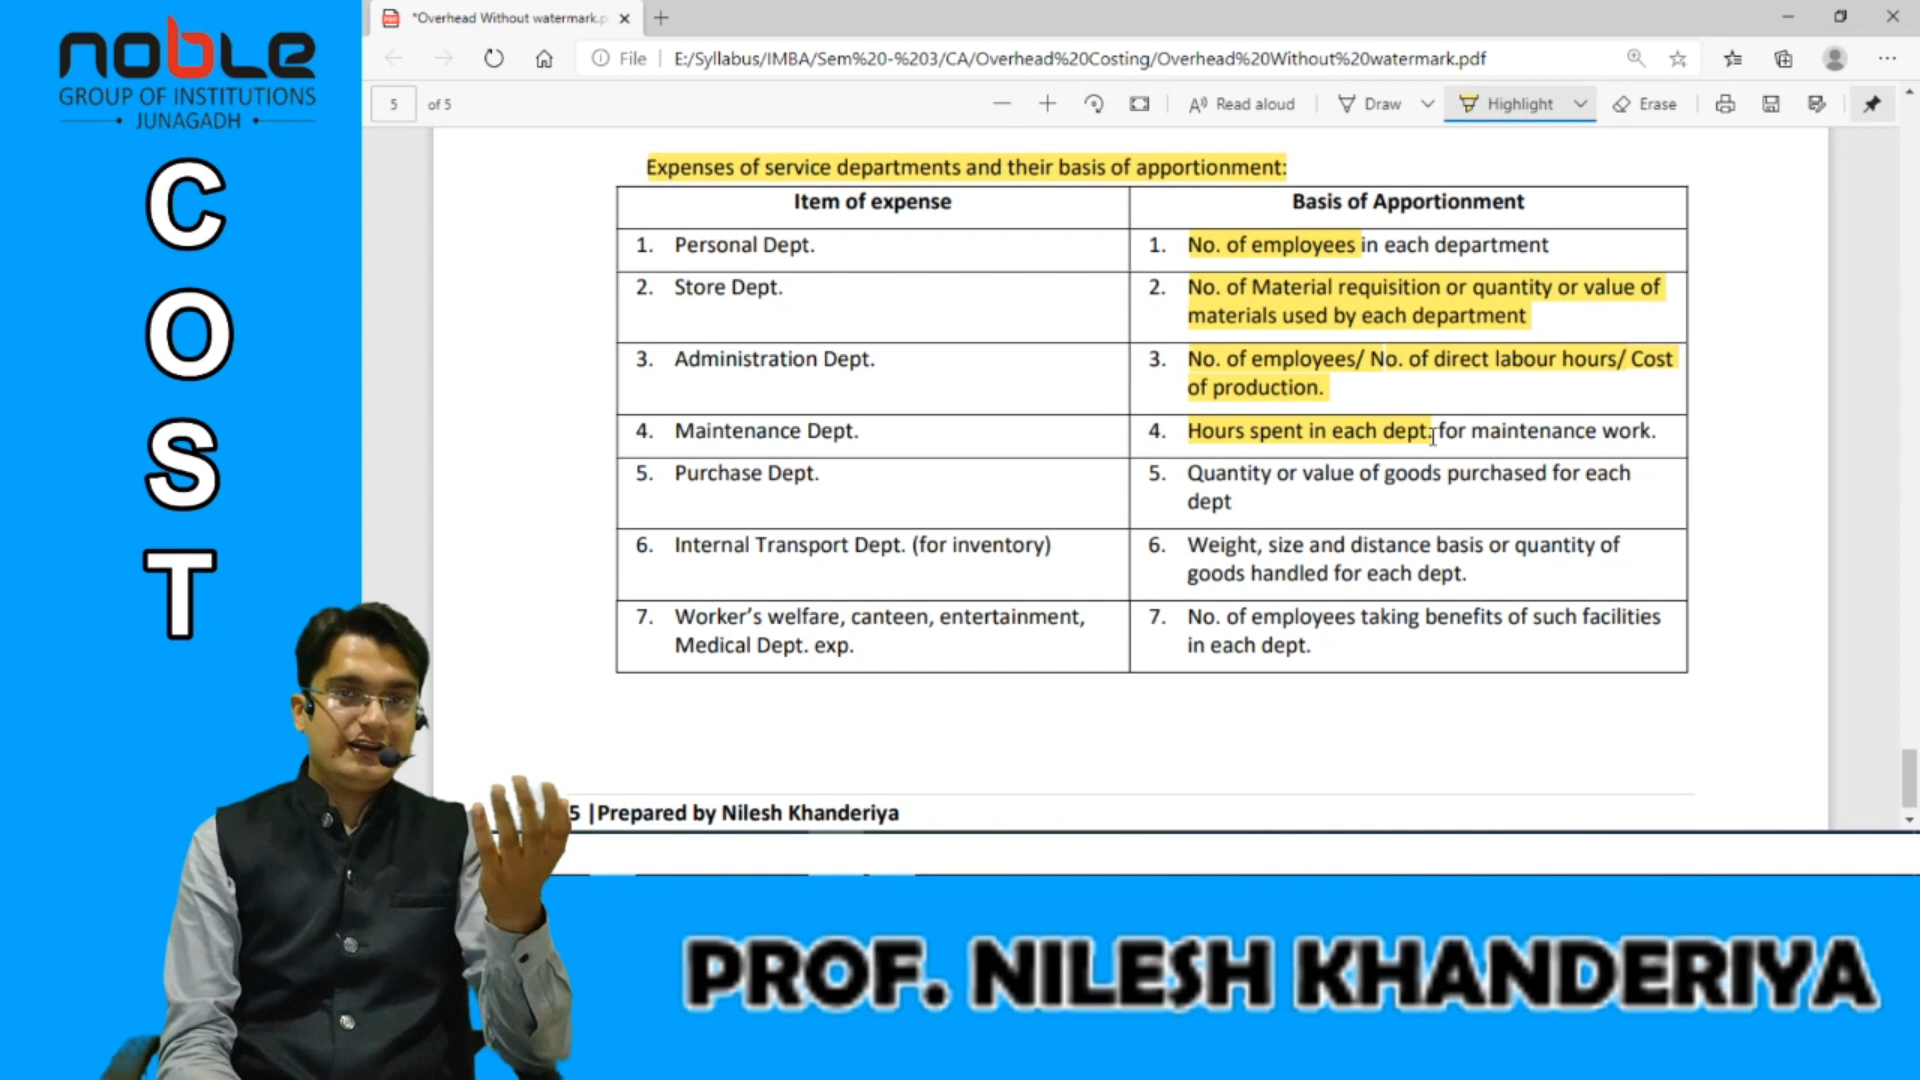 noble
GROUP OF INSTITUTIONS
JUNAGADH
C
O
S
T
*Overhead Without watermark.p
File
E:/Syllabus/IMBA/Sem%20-%203/CA/Overhead%20Costing/Overhead%20Without%20watermark.pdf
5 of 5
Read aloud
Draw
Highlight
Erase
Expenses of service departments and their basis of apportionment:
Item of expense
Basis of Apportionment
1. Personal Dept.
1. No. of employees in each department
2. Store Dept.
2. No. of Material requisition or quantity or value of
materials used by each department
3. Administration Dept.
3. No. of employees/ No. of direct labour hours/ Cost
of production.
4. Maintenance Dept.
4. Hours spent in each dept. for maintenance work.
5. Purchase Dept.
5. Quantity or value of goods purchased for each
dept
6. Internal Transport Dept. (for inventory)
6. Weight, size and distance basis or quantity of
goods handled for each dept.
7. Worker’s welfare, canteen, entertainment,
Medical Dept. exp.
7. No. of employees taking benefits of such facilities
in each dept.
5 |Prepared by Nilesh Khanderiya
PROF. NILESH KHANDERIYA